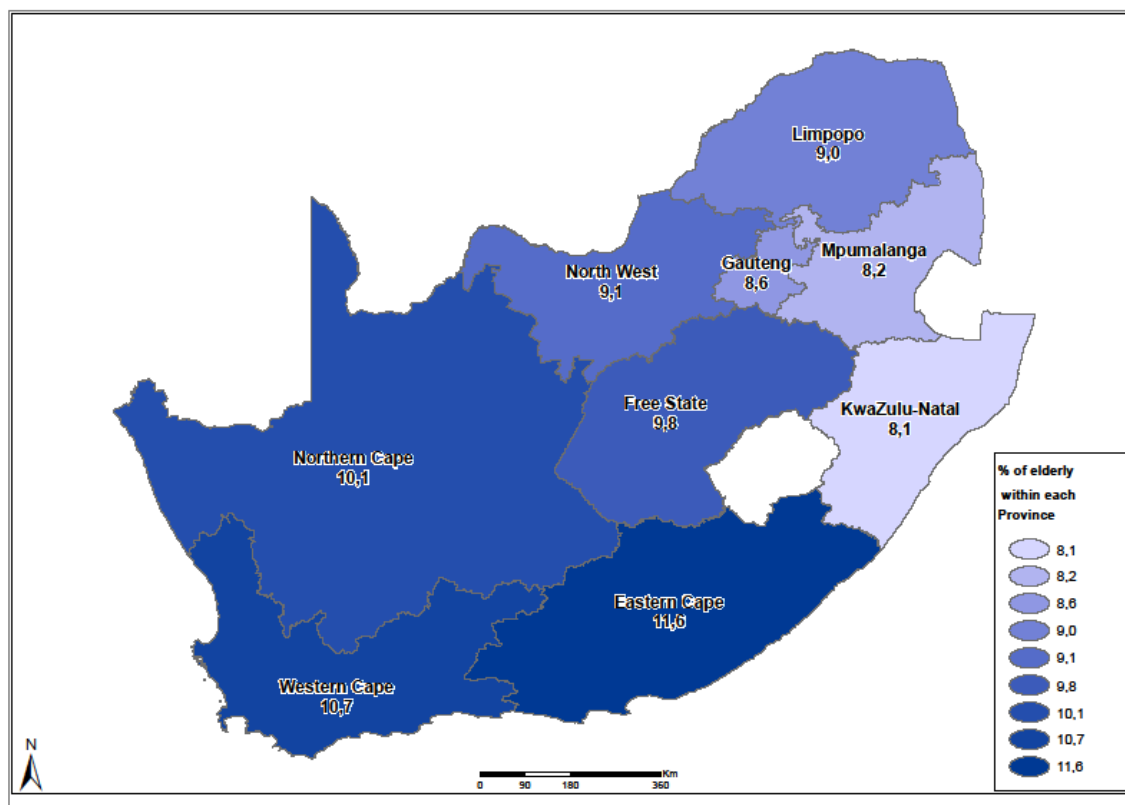 Limpopo
9,0
Mpumalanga
8,2
Gauteng
8,6
North West
9,1
Free State
9,8
KwaZulu-Natal
8,1
Northern Cape
10,1
Eastern Cape
11,6
Western Cape
10,7
% of elderly
within each
Province
8,1
8,2
8,6
9,0
9,1
9,8
10,1
10,7
11,6
N
Km
0 90 180 360